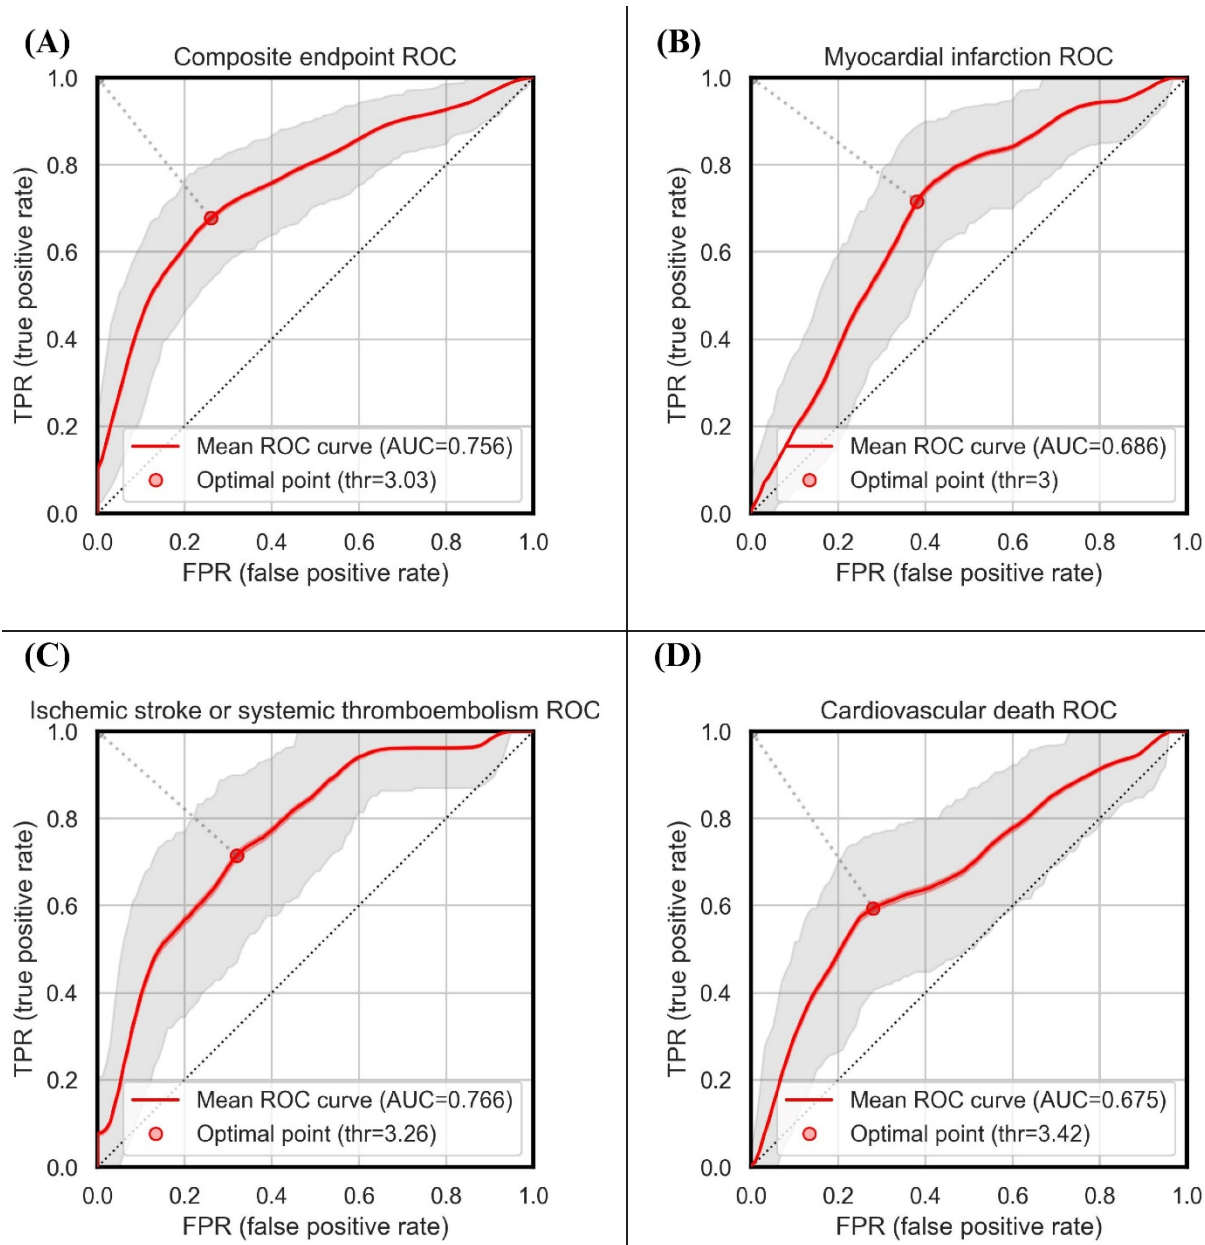 (A)
Composite endpoint ROC
1.0
0.8
0.6
0.4
0.2
0.0
TPR (true positive rate)
Mean ROC curve (AUC=0.756)
Optimal point (thr=3.03)
0.0 0.2 0.4 0.6 0.8 1.0
FPR (false positive rate)
(B)
Myocardial infarction ROC
1.0
0.8
0.6
0.4
0.2
0.0
TPR (true positive rate)
Mean ROC curve (AUC=0.686)
Optimal point (thr=3)
0.0 0.2 0.4 0.6 0.8 1.0
FPR (false positive rate)
(C)
Ischemic stroke or systemic thromboembolism ROC
1.0
0.8
0.6
0.4
0.2
0.0
TPR (true positive rate)
Mean ROC curve (AUC=0.766)
Optimal point (thr=3.26)
0.0 0.2 0.4 0.6 0.8 1.0
FPR (false positive rate)
(D)
Cardiovascular death ROC
1.0
0.8
0.6
0.4
0.2
0.0
TPR (true positive rate)
Mean ROC curve (AUC=0.675)
Optimal point (thr=3.42)
0.0 0.2 0.4 0.6 0.8 1.0
FPR (false positive rate)